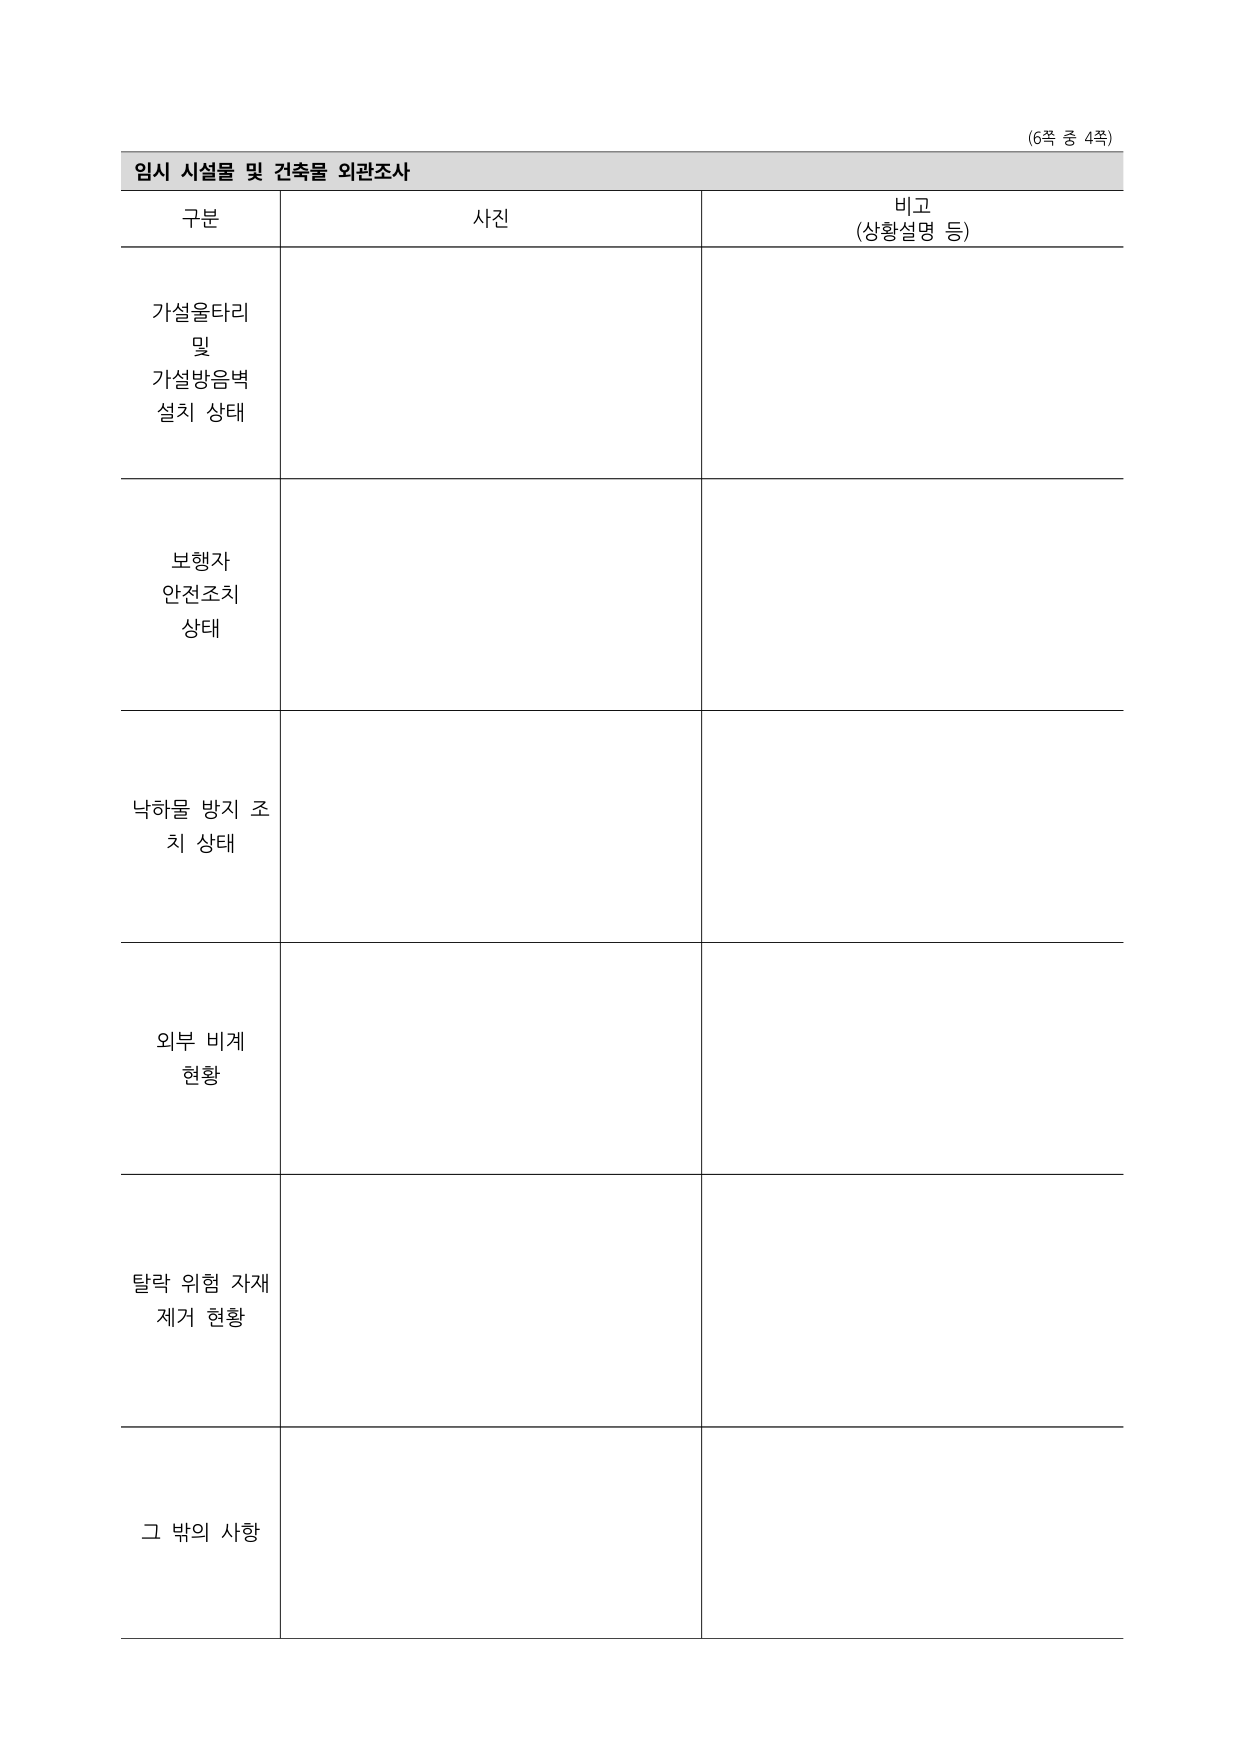 (6쪽 중 4쪽)
임시 시설물 및 건축물 외관조사
구분
사진
비고
(상황설명 등)
가설울타리
및
가설방음벽
설치 상태
보행자
안전조치
상태
낙하물 방지 조
치 상태
외부 비계
현황
탈락 위험 자재
제거 현황
그 밖의 사항